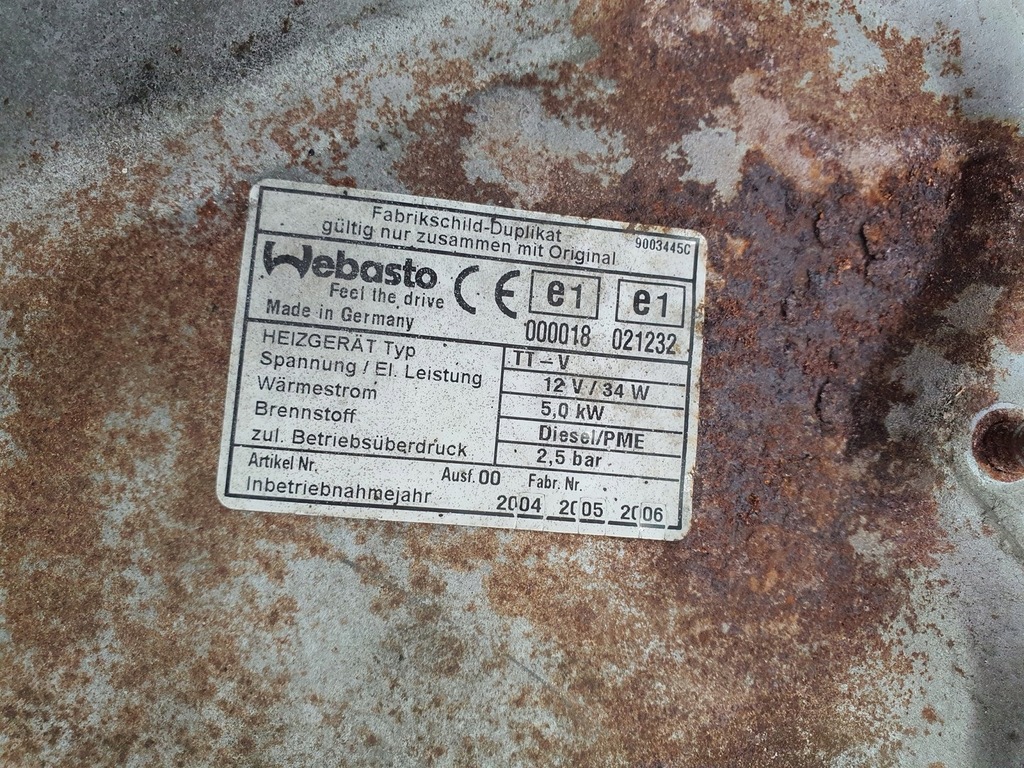 Fabrikschild-Duplikat
gültig nur zusammen mit Original
9003445C
Webasto
Feel the drive
Made in Germany
CE
e1 e1
000018 021232
HEIZGERÄT Typ TT-V
Spannung / El. Leistung 12 V / 34 W
Wärmestrom 5,0 kW
Brennstoff Diesel/PME
zul. Betriebsüberdruck 2,5 bar
Artikel Nr. Ausf. 00 Fabr. Nr.
Inbetriebnahmejahr 2004 2005 2006